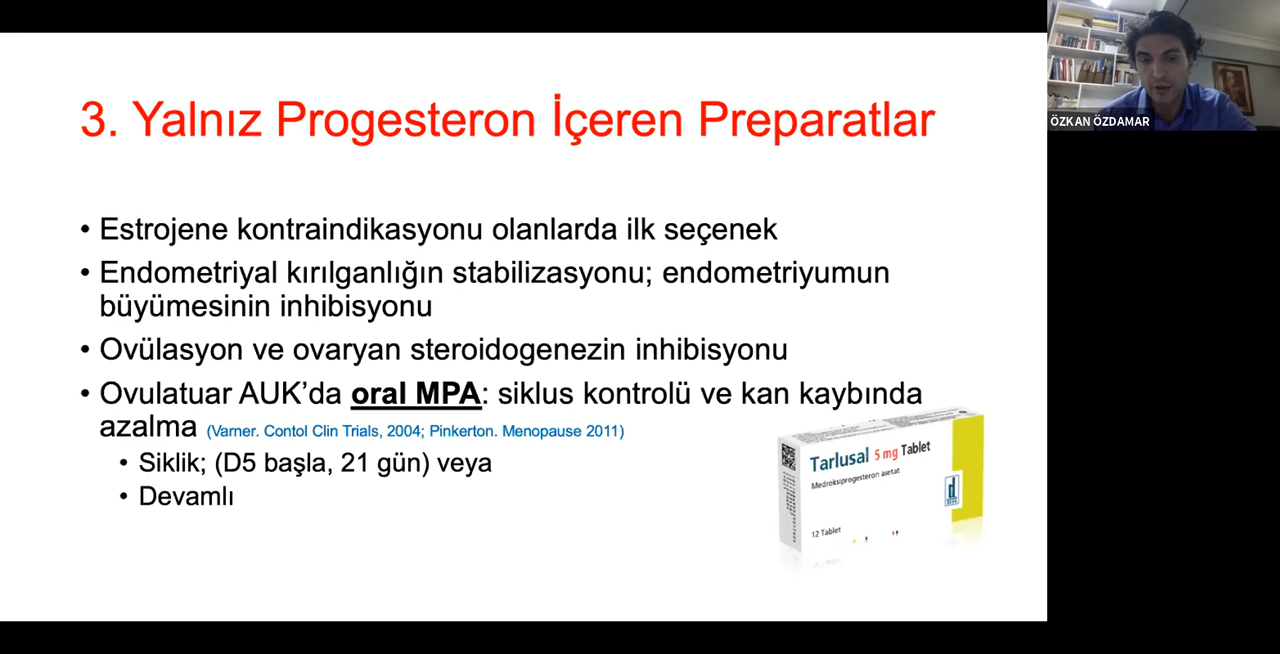 3. Yalnız Progesteron İçeren Preparatlar
ÖZKAN ÖZDAMAR
• Estrojene kontraindikasyonu olanlarda ilk seçenek
• Endometriyal kırılganlığın stabilizasyonu; endometriyumun
büyümesinin inhibisyonu
• Ovülasyon ve ovaryan steroidogenezin inhibisyonu
• Ovulatuar AUK’da oral MPA: siklus kontrolü ve kan kaybında
azalma (Varner. Contol Clin Trials, 2004; Pinkerton. Menopause 2011)
• Siklik; (D5 başla, 21 gün) veya
• Devamlı
Tarlusal 5 mg Tablet
Medroksiprogesteron asetat
d
DEVA
12 Tablet